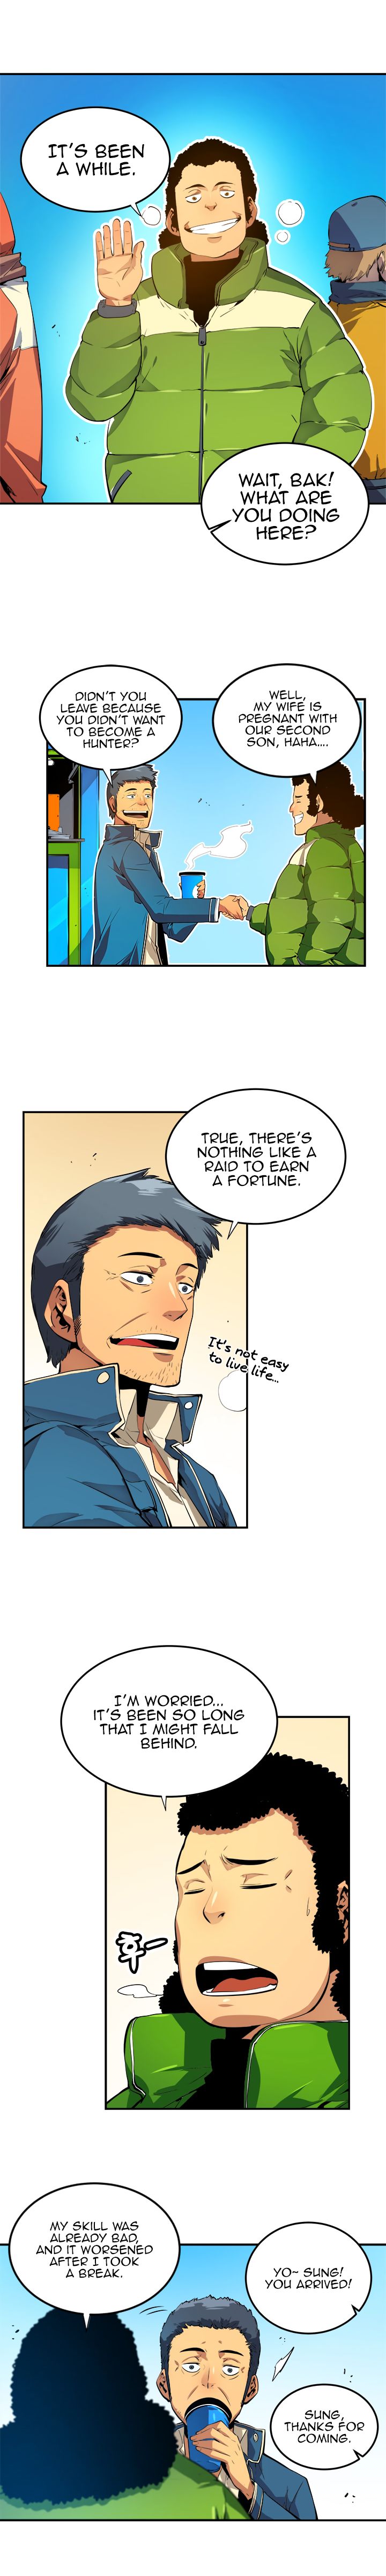 IT'S BEEN
A WHILE.
WAIT, BAK!
WHAT ARE
YOU DOING
HERE?
DIDN'T YOU
LEAVE BECAUSE
YOU DIDN'T WANT
TO BECOME A
HUNTER?
WELL,
MY WIFE IS
PREGNANT WITH
OUR SECOND
SON, HAHA....
TRUE, THERE'S
NOTHING LIKE A
RAID TO EARN
A FORTUNE.
It's not easy
to live life...
I'M WORRIED...
IT'S BEEN SO LONG
THAT I MIGHT FALL
BEHIND.
후ー
MY SKILL WAS
ALREADY BAD,
AND IT WORSENED
AFTER I TOOK
A BREAK.
YO~ SUNG!
YOU ARRIVED!
SUNG,
THANKS FOR
COMING.